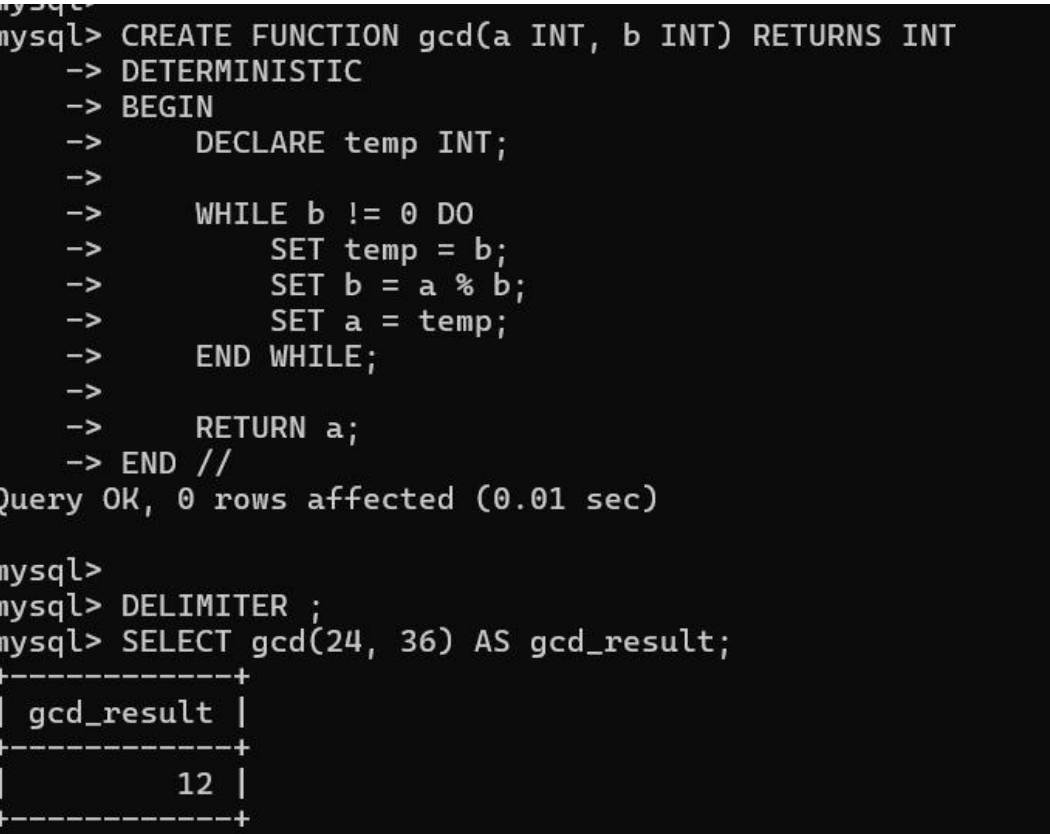 mysql>
mysql> CREATE FUNCTION gcd(a INT, b INT) RETURNS INT
    -> DETERMINISTIC
    -> BEGIN
    ->     DECLARE temp INT;
    ->
    ->     WHILE b != 0 DO
    ->         SET temp = b;
    ->         SET b = a % b;
    ->         SET a = temp;
    ->     END WHILE;
    ->
    ->     RETURN a;
    -> END //
Query OK, 0 rows affected (0.01 sec)
mysql>
mysql> DELIMITER ;
mysql> SELECT gcd(24, 36) AS gcd_result;
+------------+
| gcd_result |
+------------+
|         12 |
+------------+